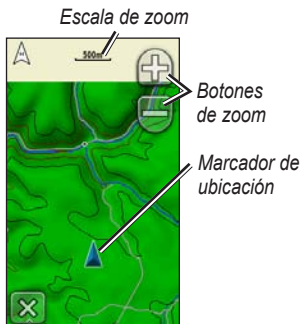 Escala de zoom
500m
Botones
de zoom
Marcador de
ubicación